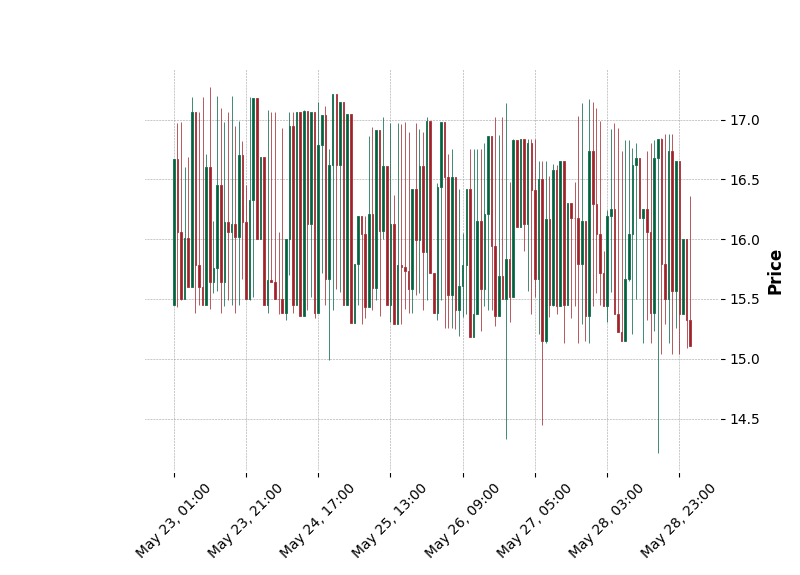 17.0
16.5
16.0
15.5
15.0
14.5
Price
May 23, 01:00
May 23, 21:00
May 24, 17:00
May 25, 13:00
May 26, 09:00
May 27, 05:00
May 28, 03:00
May 28, 23:00